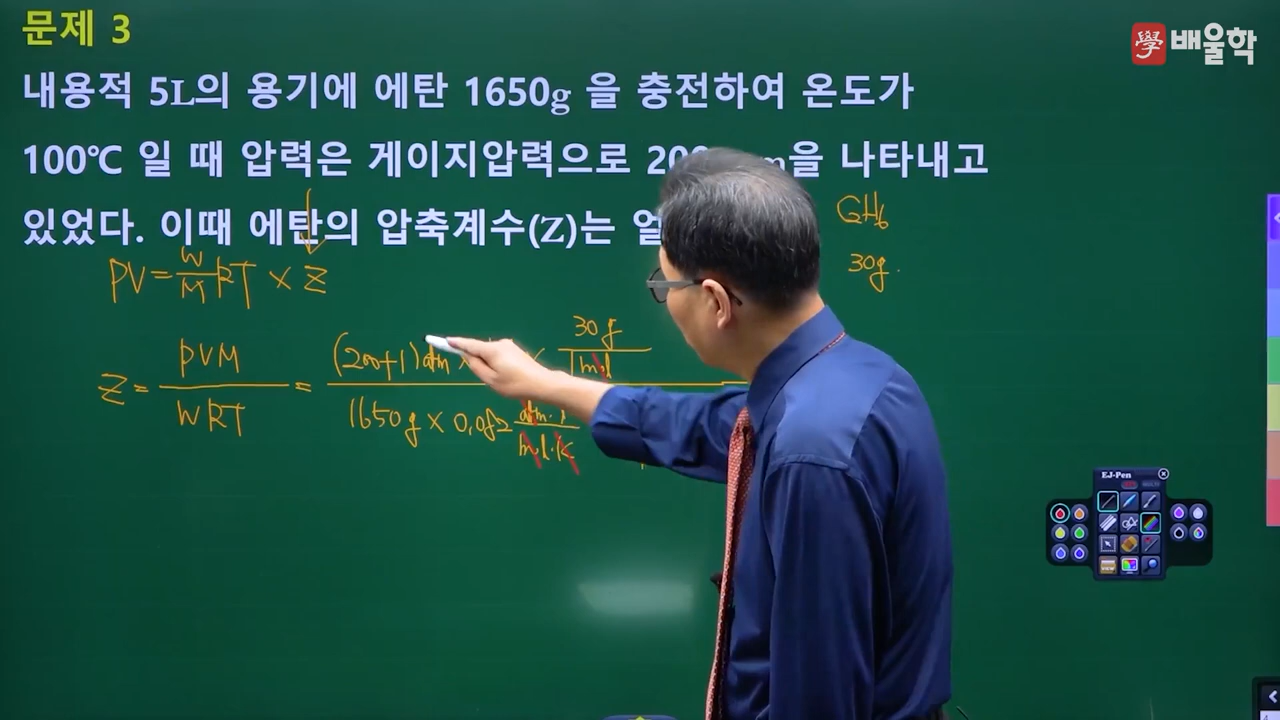 문제 3
배울학
내용적 5L의 용기에 에탄 1650g 을 충전하여 온도가
100℃ 일 때 압력은 게이지압력으로 을 나타내고
있었다. 이때 에탄의 압축계수(Z)는
30g.
PV = W/M RT × Z
Z = PVM / WRT =
(200+1)atm × 30g / 1mol
1650g × 0.082 atm·l / mol·K
EJ-Pen